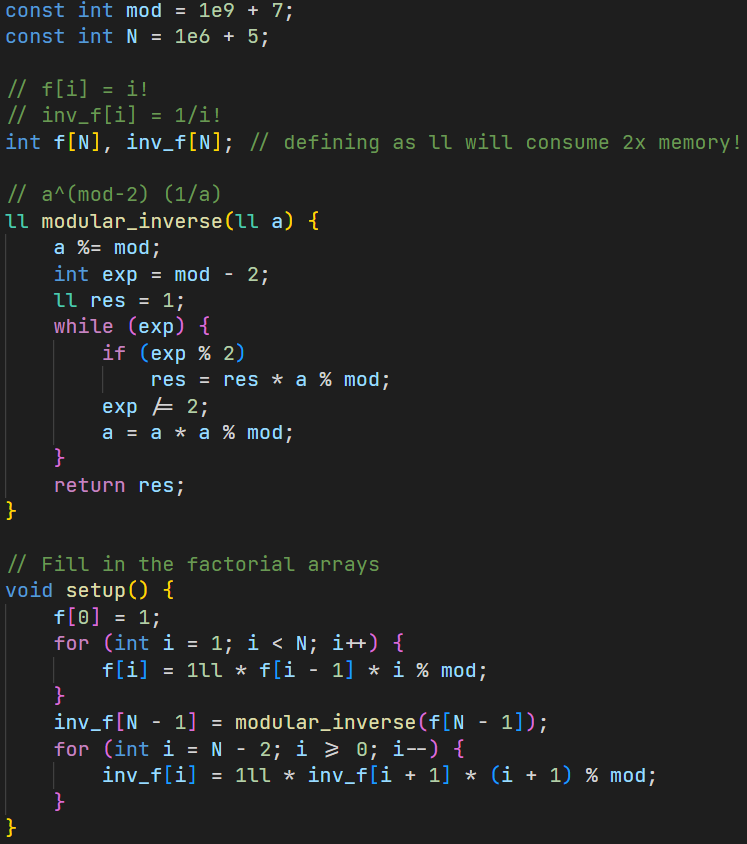 const int mod = 1e9 + 7;
const int N = 1e6 + 5;
// f[i] = i!
// inv_f[i] = 1/i!
int f[N], inv_f[N]; // defining as ll will consume 2x memory!
// a^(mod-2) (1/a)
ll modular_inverse(ll a) {
    a %= mod;
    int exp = mod - 2;
    ll res = 1;
    while (exp) {
        if (exp % 2)
            res = res * a % mod;
        exp /= 2;
        a = a * a % mod;
    }
    return res;
}
// Fill in the factorial arrays
void setup() {
    f[0] = 1;
    for (int i = 1; i < N; i++) {
        f[i] = 1ll * f[i - 1] * i % mod;
    }
    inv_f[N - 1] = modular_inverse(f[N - 1]);
    for (int i = N - 2; i >= 0; i--) {
        inv_f[i] = 1ll * inv_f[i + 1] * (i + 1) % mod;
    }
}